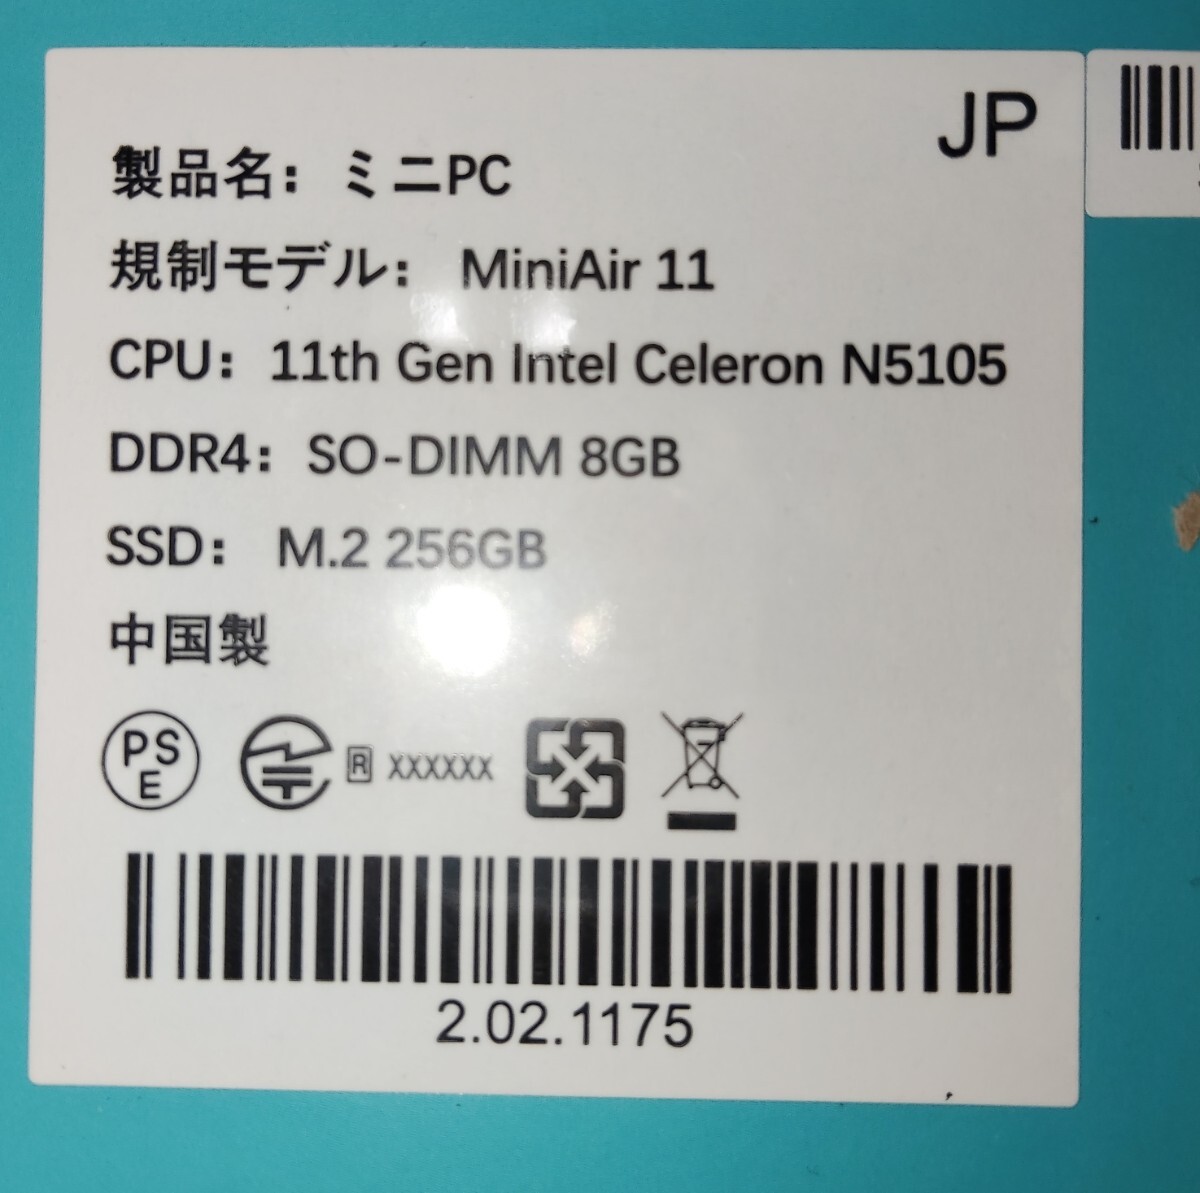 JP
製品名：ミニPC
規制モデル： MiniAir 11
CPU：11th Gen Intel Celeron N5105
DDR4：SO-DIMM 8GB
SSD： M.2 256GB
中国製
PS
E
R XXXXXX
2.02.1175